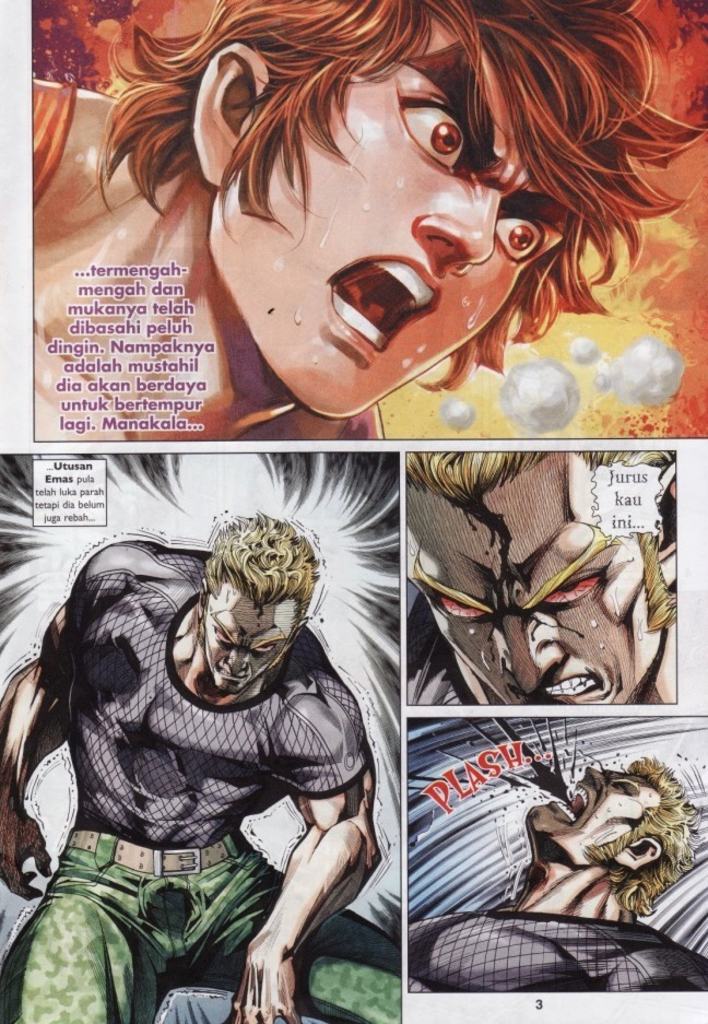 ...termengah-
mengah dan
mukanya telah
dibasahi peluh
dingin. Nampaknya
adalah mustahil
dia akan berdaya
untuk bertempur
lagi. Manakala...
...Utusan
Emas pula
telah luka parah
tetapi dia belum
juga rebah...
Jurus
kau
ini...
PLASH...
3